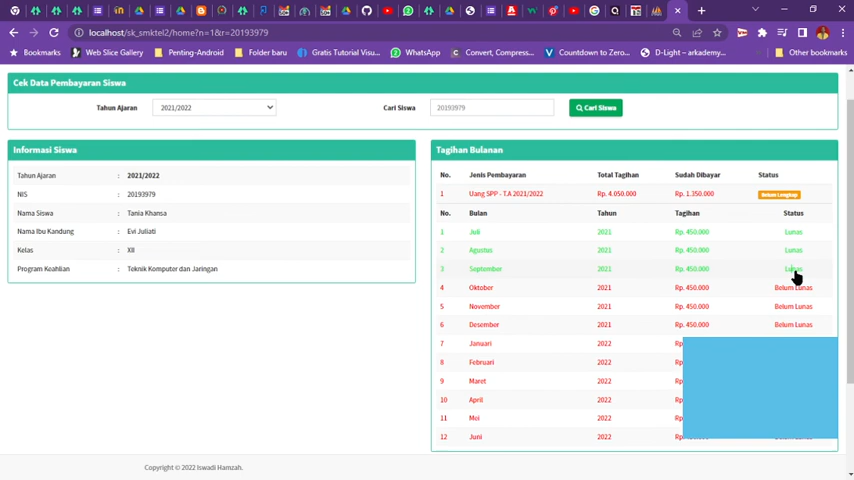 localhost/sk_smktel2/home?n=1&r=20193979
Bookmarks Web Slice Gallery Penting-Android Folder baru Gratis Tutorial Visu... WhatsApp Convert, Compress... Countdown to Zero... D-Light – arkademy... Other bookmarks
Cek Data Pembayaran Siswa
Tahun Ajaran 2021/2022 Cari Siswa 20193979 Cari Siswa
Informasi Siswa
Tahun Ajaran : 2021/2022
NIS : 20193979
Nama Siswa : Tania Khansa
Nama Ibu Kandung : Evi Juliati
Kelas : XII
Program Keahlian : Teknik Komputer dan Jaringan
Tagihan Bulanan
No. Jenis Pembayaran Total Tagihan Sudah Dibayar Status
1 Uang SPP - T.A 2021/2022 Rp. 4.050.000 Rp. 1.350.000 Belum Lengkap
No. Bulan Tahun Tagihan Status
1 Juli 2021 Rp. 450.000 Lunas
2 Agustus 2021 Rp. 450.000 Lunas
3 September 2021 Rp. 450.000 Lunas
4 Oktober 2021 Rp. 450.000 Belum Lunas
5 November 2021 Rp. 450.000 Belum Lunas
6 Desember 2021 Rp. 450.000 Belum Lunas
7 Januari 2022 Rp
8 Februari 2022 Rp
9 Maret 2022 Rp
10 April 2022 Rp
11 Mei 2022 Rp
12 Juni 2022 Rp
Copyright © 2022 Iswadi Hamzah.